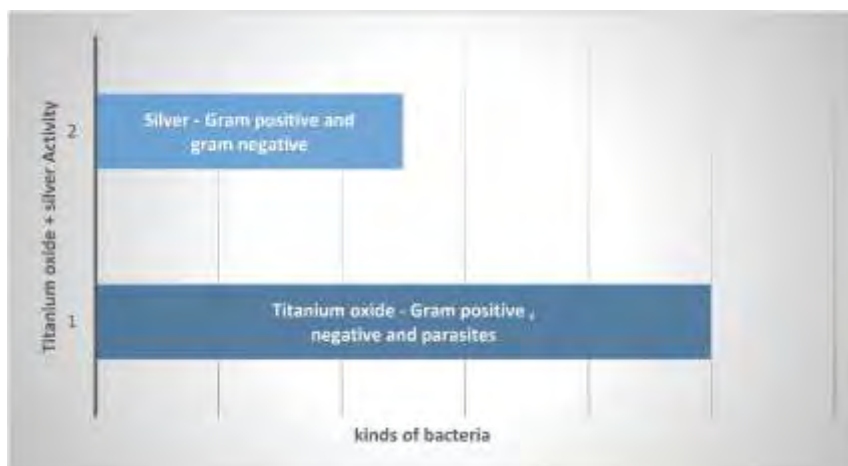 Titanium oxide + silver Activity
2
Silver - Gram positive and
gram negative
1
Titanium oxide - Gram positive ,
negative and parasites
kinds of bacteria